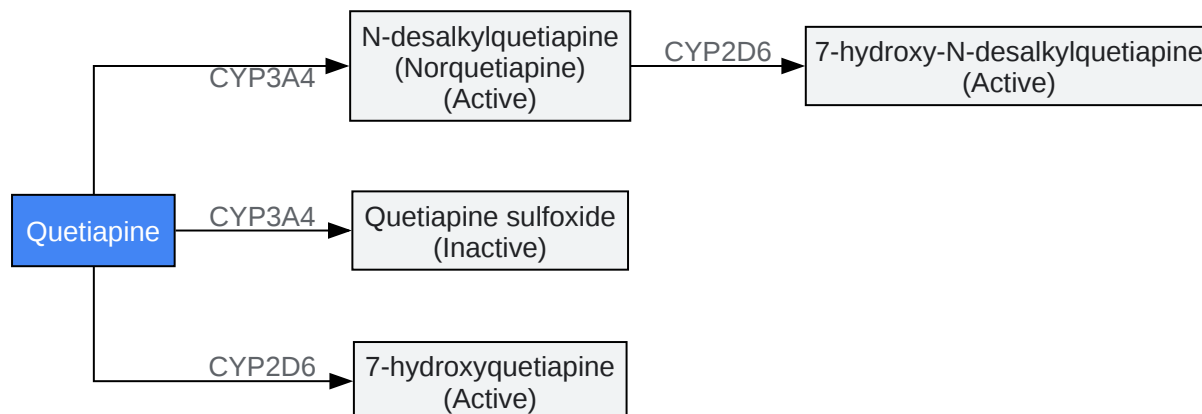 N-desalkylquetiapine
(Norquetiapine)
(Active)
CYP2D6
7-hydroxy-N-desalkylquetiapine
(Active)
CYP3A4
Quetiapine
CYP3A4
Quetiapine sulfoxide
(Inactive)
CYP2D6
7-hydroxyquetiapine
(Active)